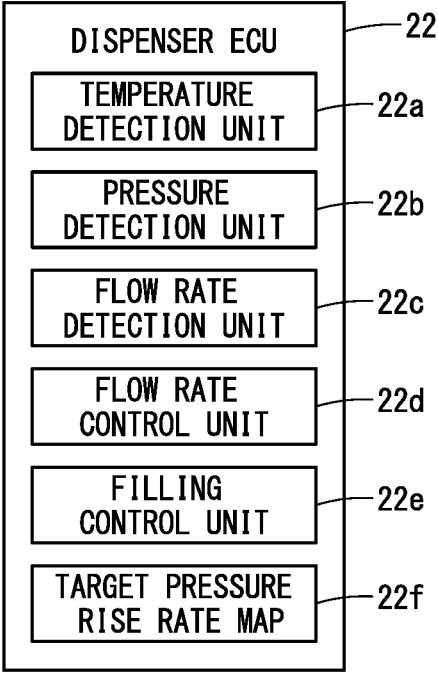 DISPENSER ECU
22
TEMPERATURE
DETECTION UNIT
22a
PRESSURE
DETECTION UNIT
22b
FLOW RATE
DETECTION UNIT
22c
FLOW RATE
CONTROL UNIT
22d
FILLING
CONTROL UNIT
22e
TARGET PRESSURE
RISE RATE MAP
22f